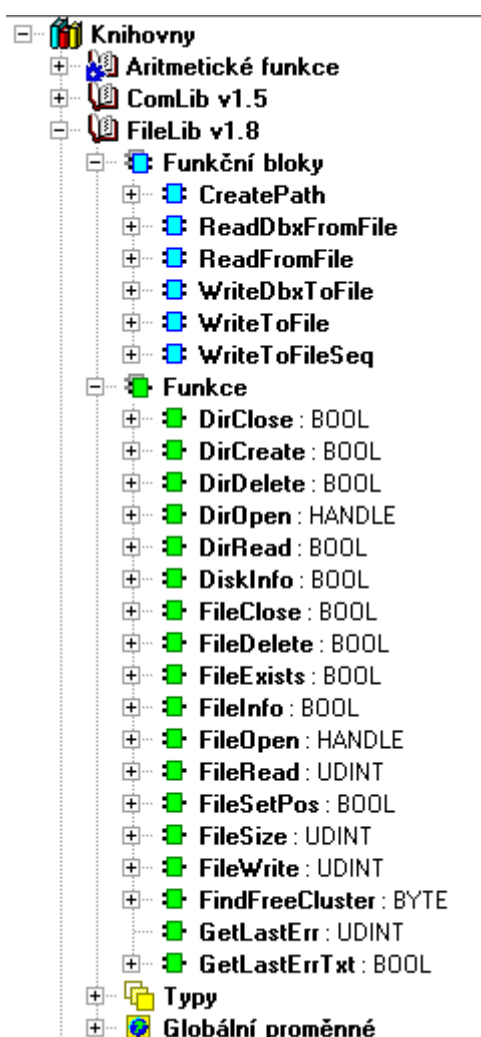 Knihovny
Aritmetické funkce
ComLib v1.5
FileLib v1.8
Funkční bloky
CreatePath
ReadDbxFromFile
ReadFromFile
WriteDbxToFile
WriteToFile
WriteToFileSeq
Funkce
DirClose : BOOL
DirCreate : BOOL
DirDelete : BOOL
DirOpen : HANDLE
DirRead : BOOL
DiskInfo : BOOL
FileClose : BOOL
FileDelete : BOOL
FileExists : BOOL
FileInfo : BOOL
FileOpen : HANDLE
FileRead : UDINT
FileSetPos : BOOL
FileSize : UDINT
FileWrite : UDINT
FindFreeCluster : BYTE
GetLastErr : UDINT
GetLastErrTxt : BOOL
Typy
Globální proměnné